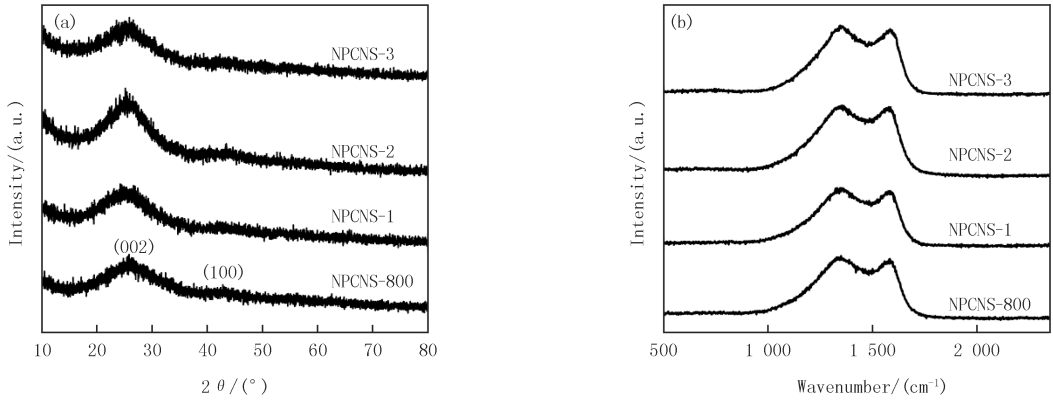 (a)
NPCNS-3
NPCNS-2
NPCNS-1
(002)
(100)
NPCNS-800
Intensity/(a.u.)
10 20 30 40 50 60 70 80
2 θ/(°)
(b)
NPCNS-3
NPCNS-2
NPCNS-1
NPCNS-800
Intensity/(a.u.)
500 1 000 1 500 2 000
Wavenumber/(cm⁻¹)